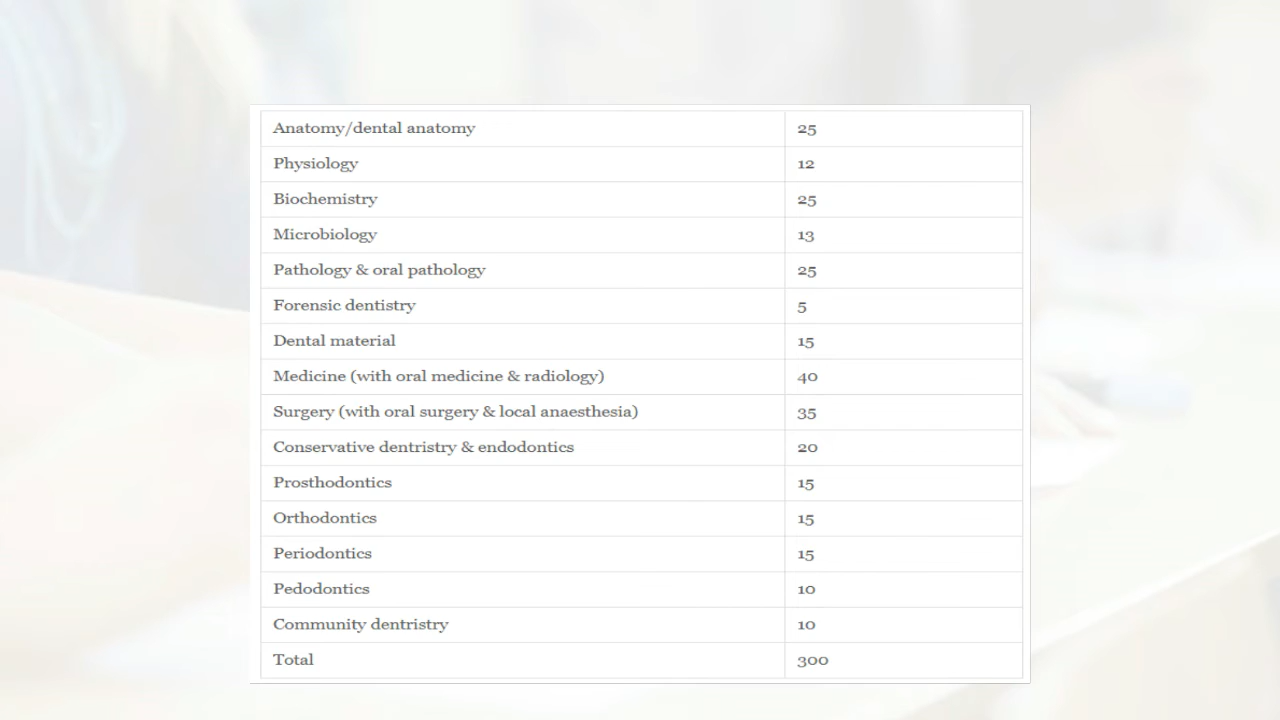 Anatomy/dental anatomy 25
Physiology 12
Biochemistry 25
Microbiology 13
Pathology & oral pathology 25
Forensic dentistry 5
Dental material 15
Medicine (with oral medicine & radiology) 40
Surgery (with oral surgery & local anaesthesia) 35
Conservative dentristry & endodontics 20
Prosthodontics 15
Orthodontics 15
Periodontics 15
Pedodontics 10
Community dentristry 10
Total 300